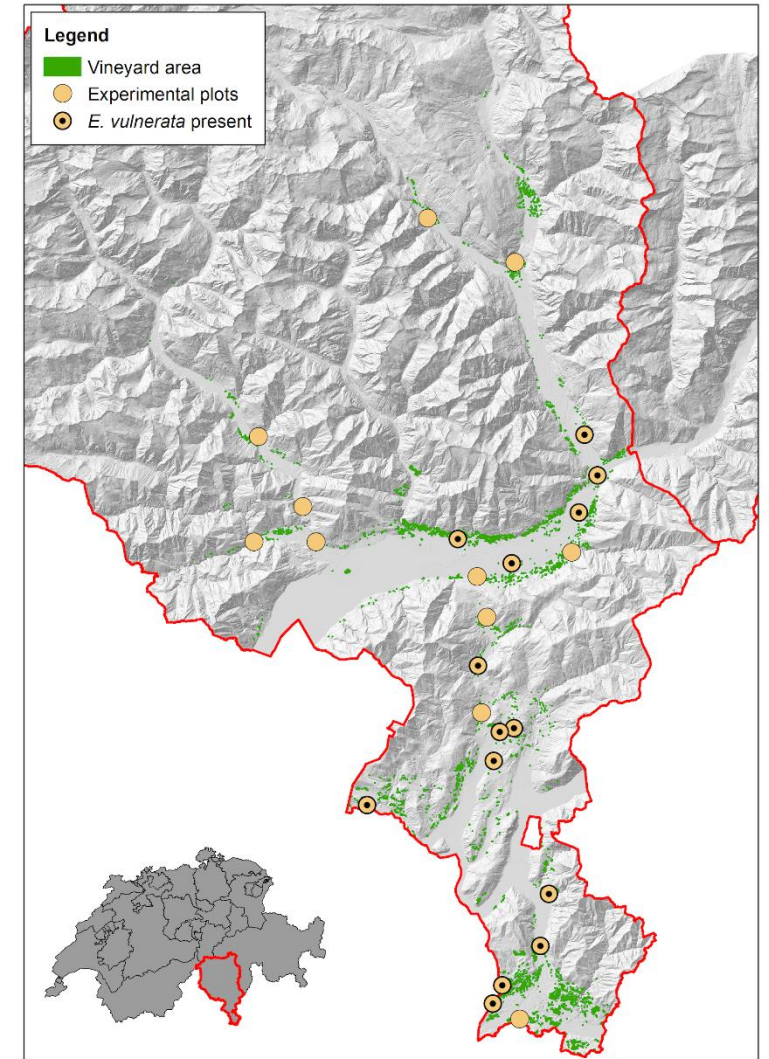 Legend
Vineyard area
Experimental plots
E. vulnerata present